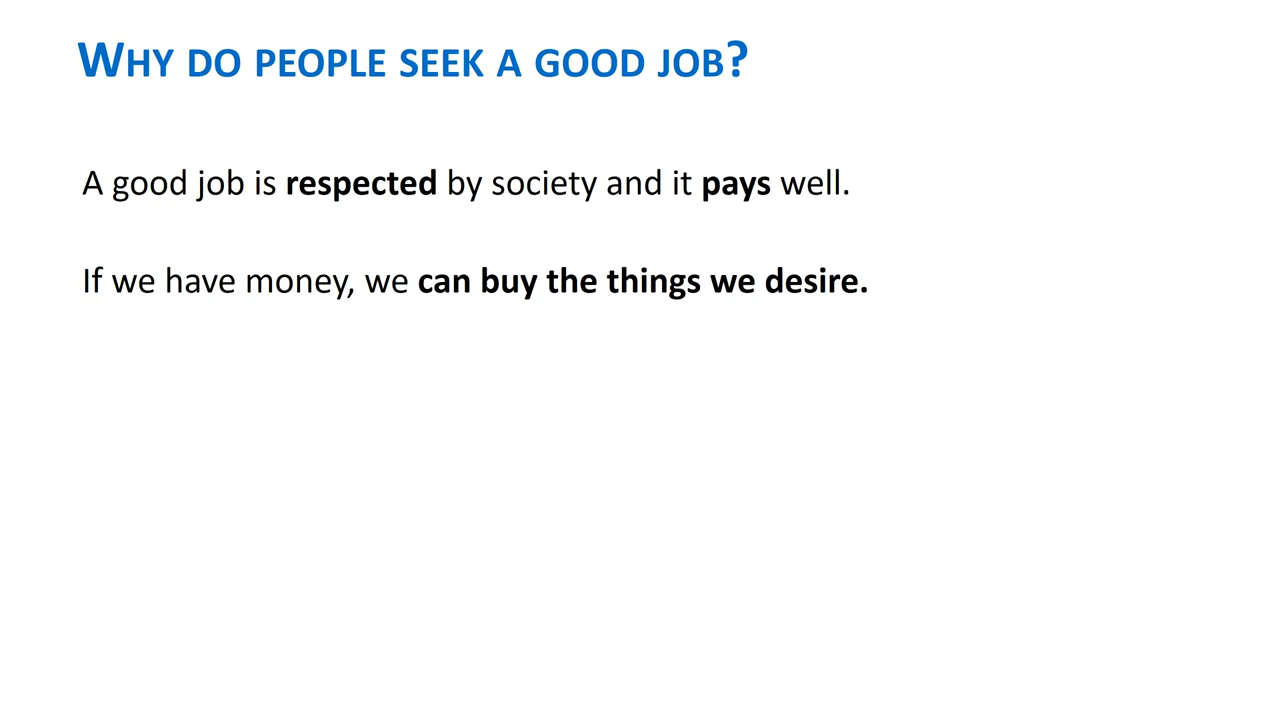 WHY DO PEOPLE SEEK A GOOD JOB?
A good job is respected by society and it pays well.
If we have money, we can buy the things we desire.